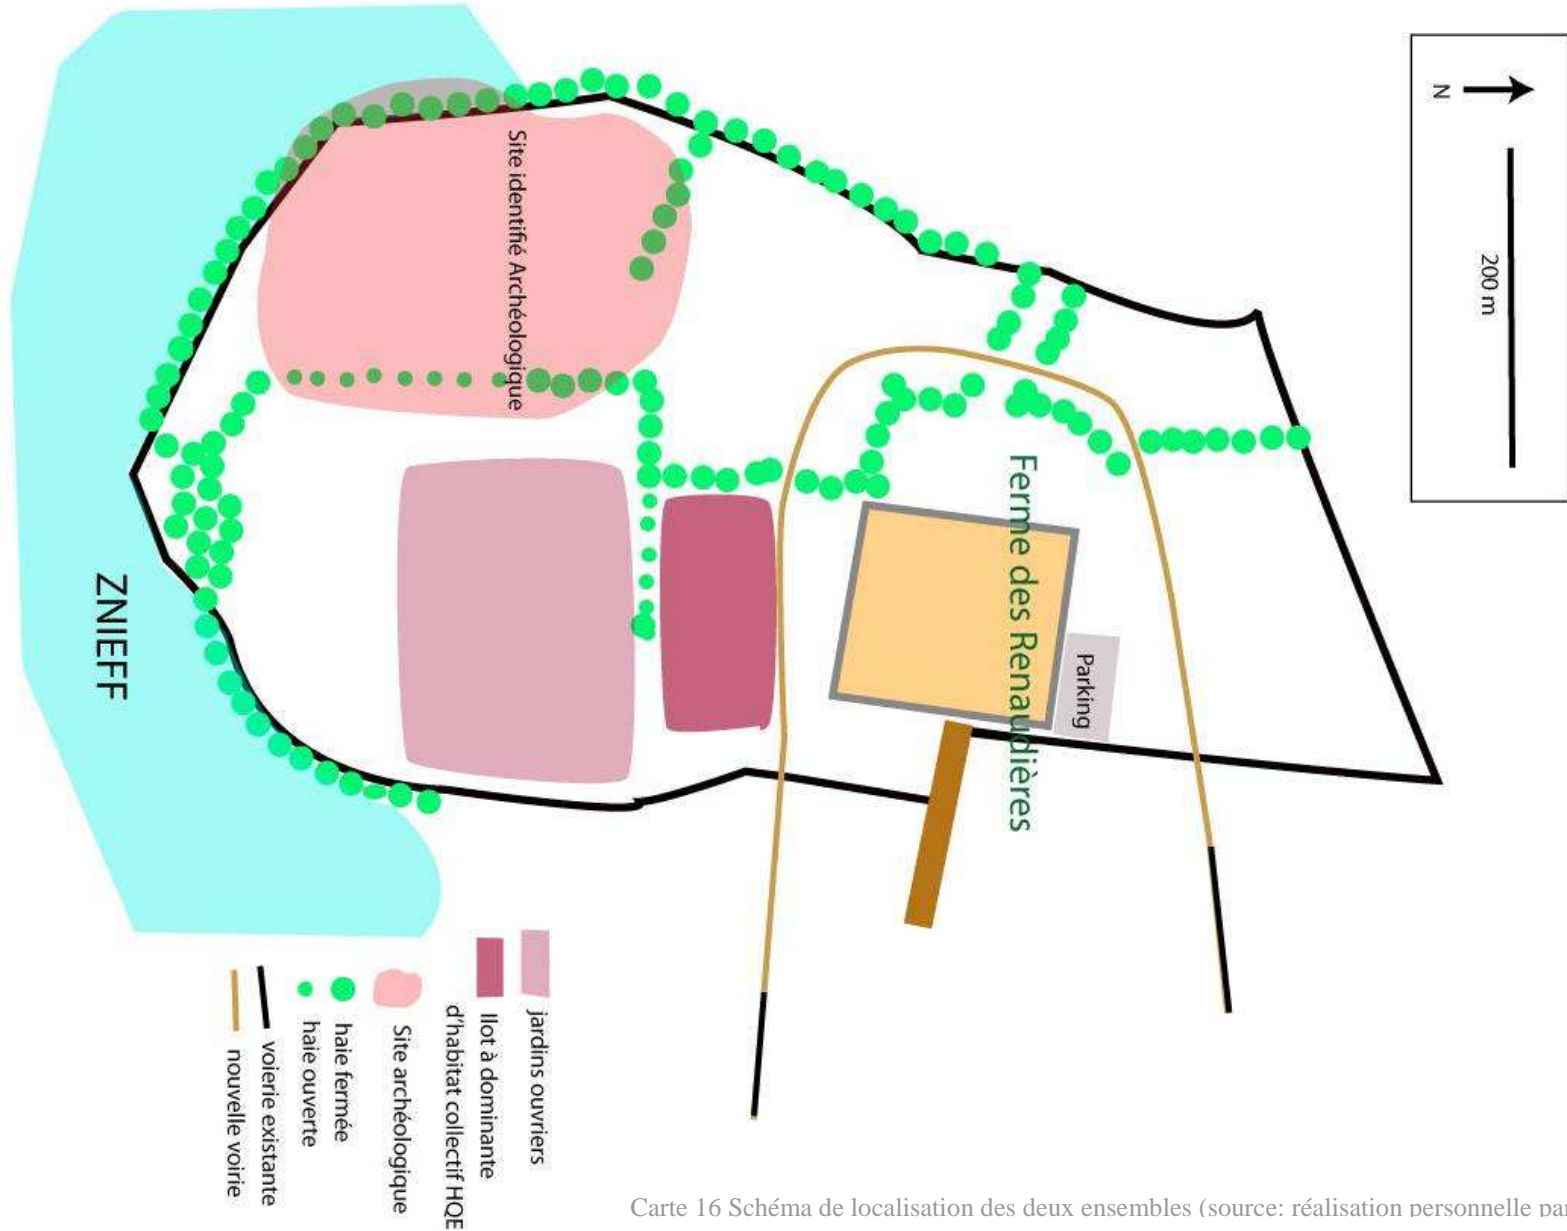 N
200 m
Site identifié Archéologique
Ferme des Renaudières
Parking
ZNIEFF
jardins ouvriers
Ilot à dominante
d'habitat collectif HQE
Site archéologique
haie fermée
haie ouverte
voierie existante
nouvelle voirie
Carte 16 Schéma de localisation des deux ensembles (source: réalisation personnelle pa